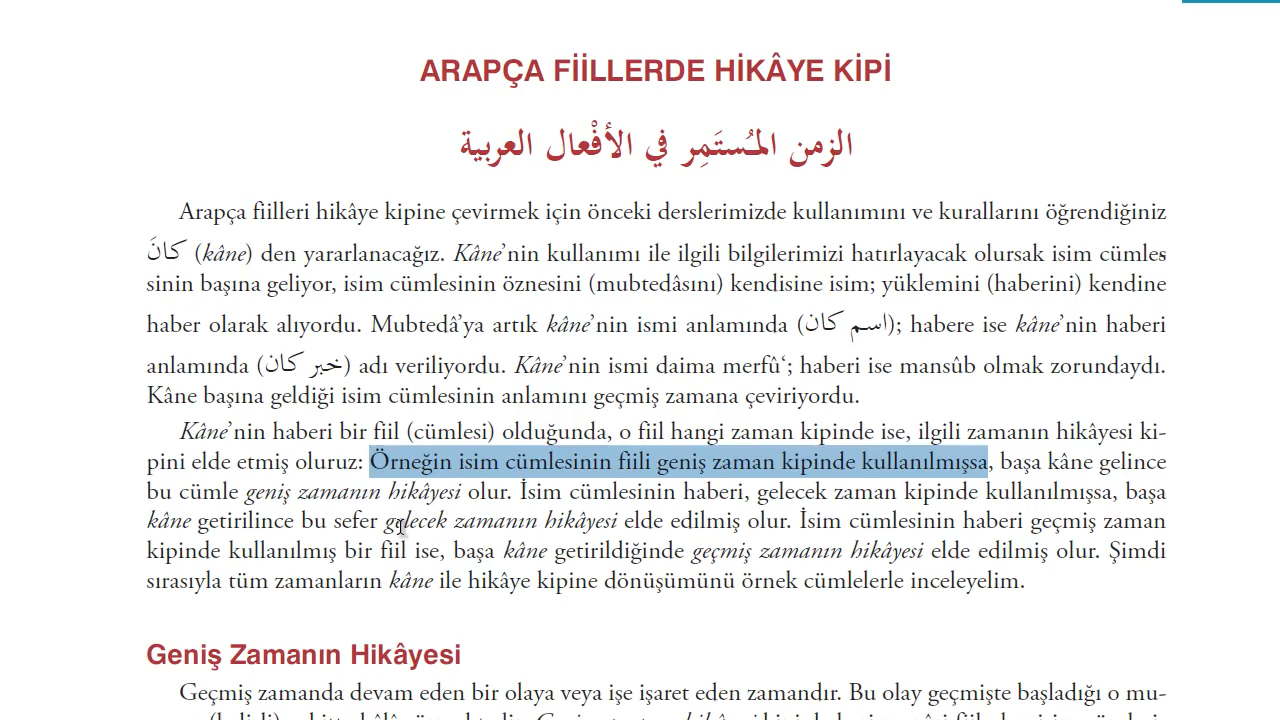 ARAPÇA FİİLLERDE HİKÂYE KİPİ
الزمن المُستَمِر في الأفْعال العربية
Arapça fiilleri hikâye kipine çevirmek için önceki derslerimizde kullanımını ve kurallarını öğrendiğiniz
كانَ (kâne) den yararlanacağız. Kâne’nin kullanımı ile ilgili bilgilerimizi hatırlayacak olursak isim cümle-
sinin başına geliyor, isim cümlesinin öznesini (mubtedâsını) kendisine isim; yüklemini (haberini) kendine
haber olarak alıyordu. Mubtedâ’ya artık kâne’nin ismi anlamında (اسم كان); habere ise kâne’nin haberi
anlamında (خبر كان) adı veriliyordu. Kâne’nin ismi daima merfû‘; haberi ise mansûb olmak zorundaydı.
Kâne başına geldiği isim cümlesinin anlamını geçmiş zamana çeviriyordu.
Kâne’nin haberi bir fiil (cümlesi) olduğunda, o fiil hangi zaman kipinde ise, ilgili zamanın hikâyesi ki-
pini elde etmiş oluruz: Örneğin isim cümlesinin fiili geniş zaman kipinde kullanılmışsa, başa kâne gelince
bu cümle geniş zamanın hikâyesi olur. İsim cümlesinin haberi, gelecek zaman kipinde kullanılmışsa, başa
kâne getirilince bu sefer gelecek zamanın hikâyesi elde edilmiş olur. İsim cümlesinin haberi geçmiş zaman
kipinde kullanılmış bir fiil ise, başa kâne getirildiğinde geçmiş zamanın hikâyesi elde edilmiş olur. Şimdi
sırasıyla tüm zamanların kâne ile hikâye kipine dönüşümünü örnek cümlelerle inceleyelim.
Geniş Zamanın Hikâyesi
Geçmiş zamanda devam eden bir olaya veya işe işaret eden zamandır. Bu olay geçmişte başladığı o mu-